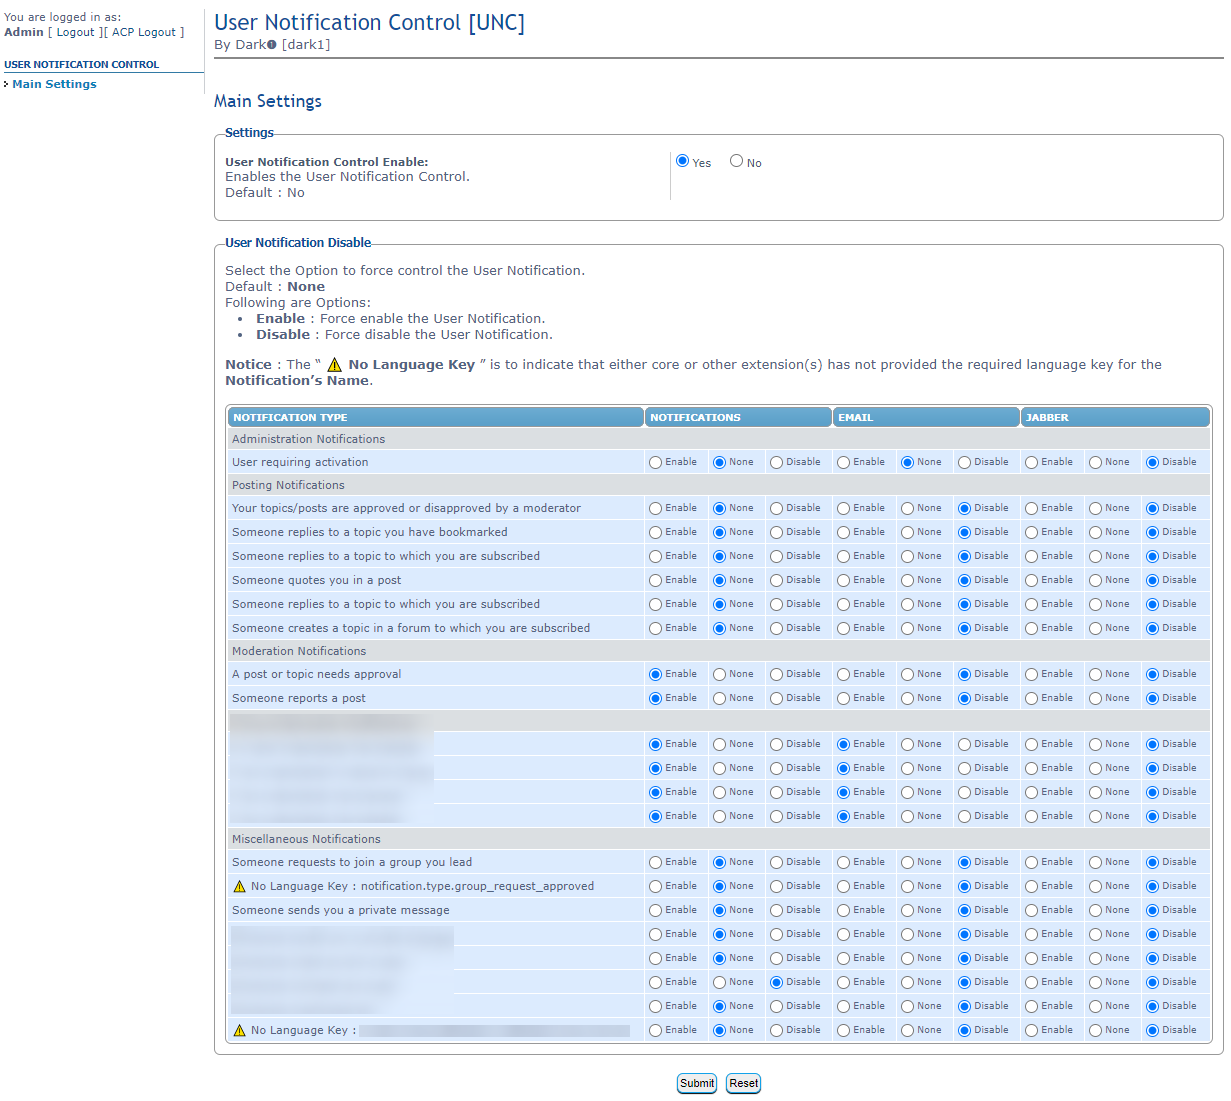 You are logged in as:
Admin [ Logout ][ ACP Logout ]
USER NOTIFICATION CONTROL
Main Settings
User Notification Control [UNC]
By Dark❶ [dark1]
Main Settings
Settings
User Notification Control Enable:
Enables the User Notification Control.
Default : No
Yes No
User Notification Disable
Select the Option to force control the User Notification.
Default : None
Following are Options:
• Enable : Force enable the User Notification.
• Disable : Force disable the User Notification.
Notice : The “ ⚠ No Language Key ” is to indicate that either core or other extension(s) has not provided the required language key for the
Notification’s Name.
NOTIFICATION TYPE NOTIFICATIONS EMAIL JABBER
Administration Notifications
User requiring activation Enable None Disable Enable None Disable Enable None Disable
Posting Notifications
Your topics/posts are approved or disapproved by a moderator Enable None Disable Enable None Disable Enable None Disable
Someone replies to a topic you have bookmarked Enable None Disable Enable None Disable Enable None Disable
Someone replies to a topic to which you are subscribed Enable None Disable Enable None Disable Enable None Disable
Someone quotes you in a post Enable None Disable Enable None Disable Enable None Disable
Someone replies to a topic to which you are subscribed Enable None Disable Enable None Disable Enable None Disable
Someone creates a topic in a forum to which you are subscribed Enable None Disable Enable None Disable Enable None Disable
Moderation Notifications
A post or topic needs approval Enable None Disable Enable None Disable Enable None Disable
Someone reports a post Enable None Disable Enable None Disable Enable None Disable
Enable None Disable Enable None Disable Enable None Disable
Enable None Disable Enable None Disable Enable None Disable
Enable None Disable Enable None Disable Enable None Disable
Enable None Disable Enable None Disable Enable None Disable
Miscellaneous Notifications
Someone requests to join a group you lead Enable None Disable Enable None Disable Enable None Disable
⚠ No Language Key : notification.type.group_request_approved Enable None Disable Enable None Disable Enable None Disable
Someone sends you a private message Enable None Disable Enable None Disable Enable None Disable
Enable None Disable Enable None Disable Enable None Disable
Enable None Disable Enable None Disable Enable None Disable
Enable None Disable Enable None Disable Enable None Disable
Enable None Disable Enable None Disable Enable None Disable
⚠ No Language Key : Enable None Disable Enable None Disable Enable None Disable
Submit Reset